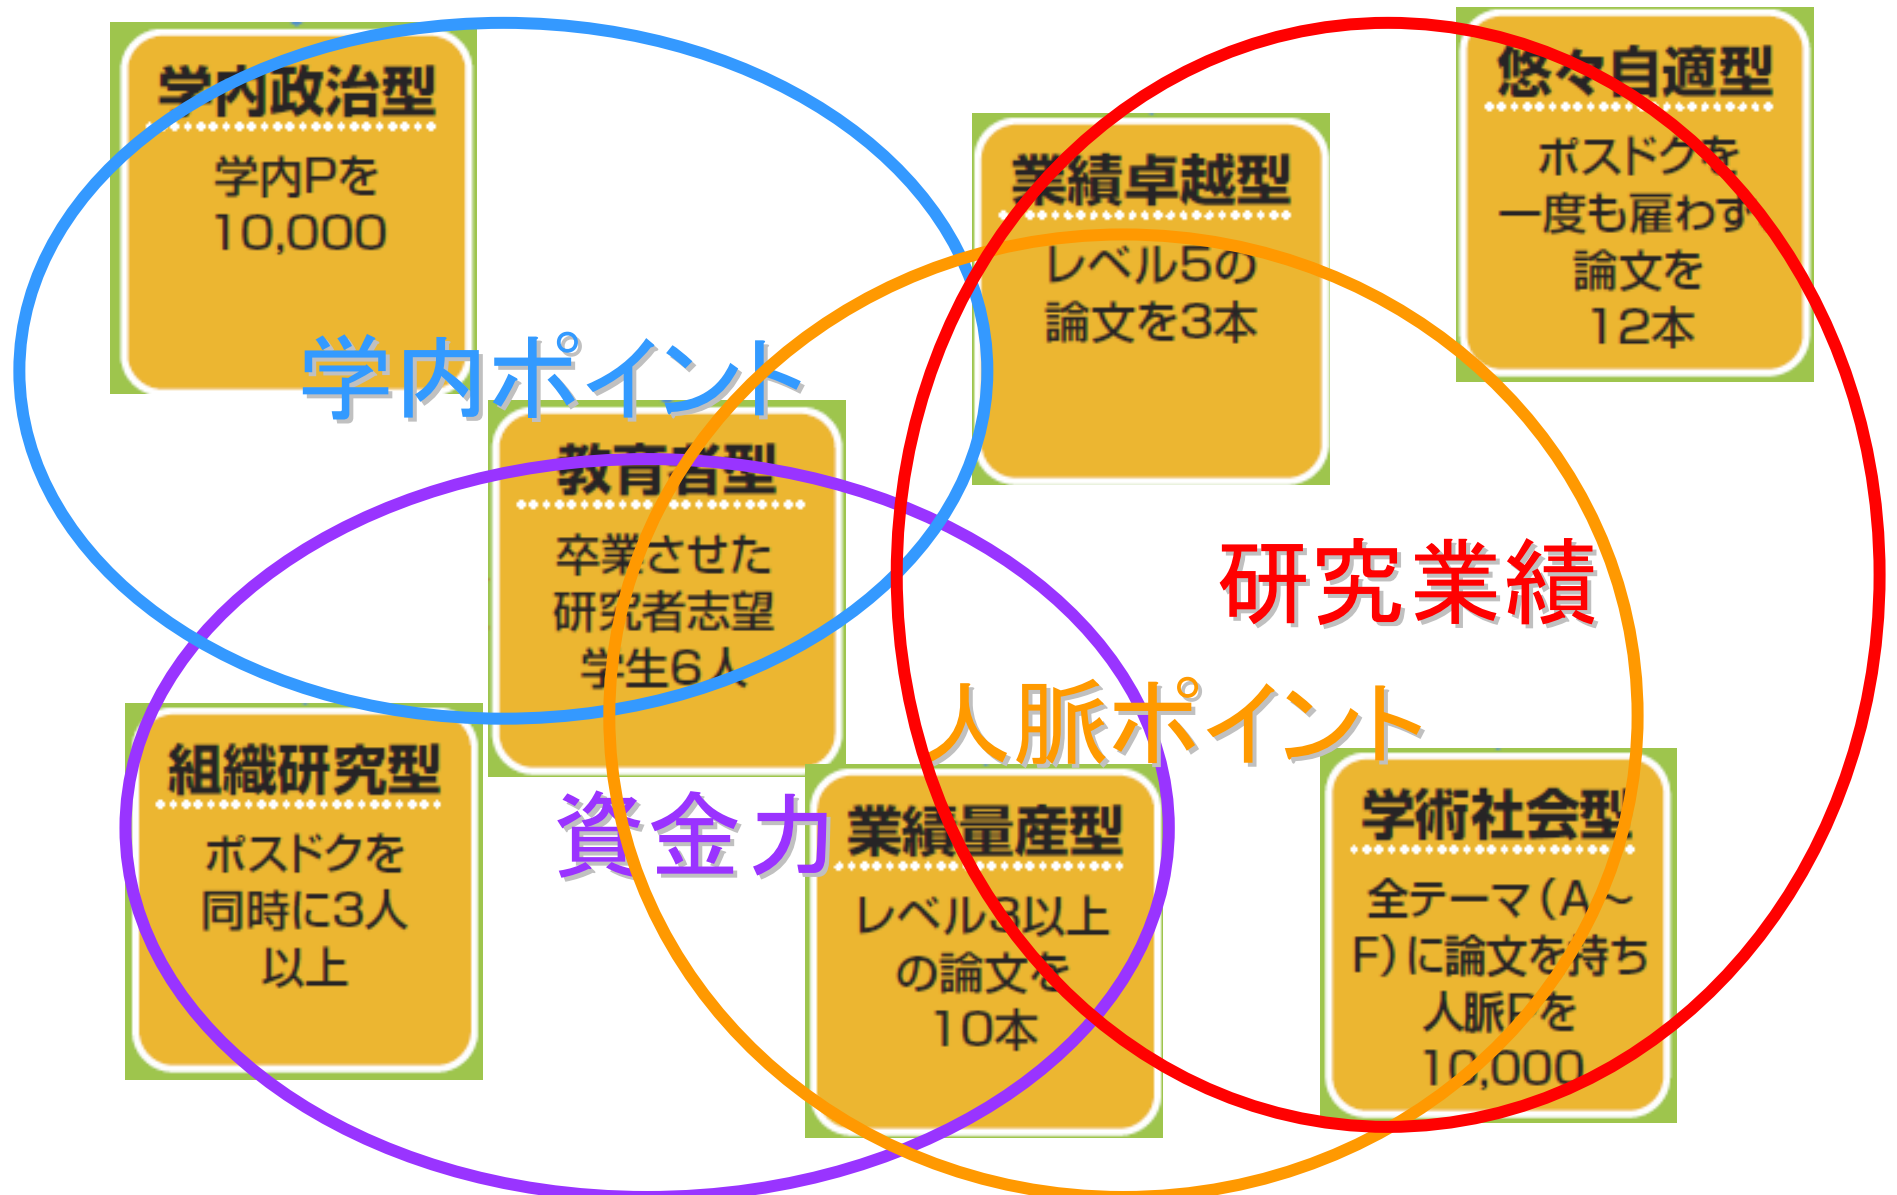 学内政治型
学内Pを
10,000
悠々自適型
ポスドクを
一度も雇わず
論文を
12本
業績卓越型
レベル5の
論文を3本
学内ポイント
教育者型
卒業させた
研究者志望
学生6人
研究業績
人脈ポイント
組織研究型
ポスドクを
同時に3人
以上
資金力
業績量産型
レベル3以上
の論文を
10本
学術社会型
全テーマ(A~
F)に論文を持ち
人脈Pを
10,000